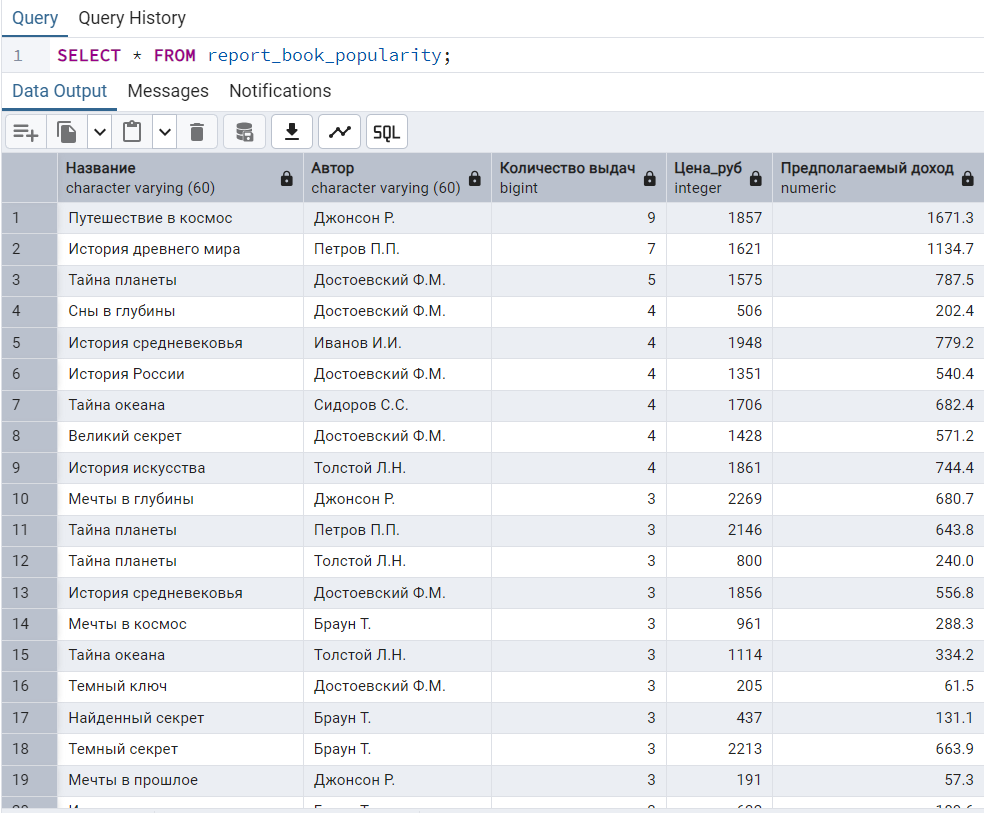 Query Query History
1 SELECT * FROM report_book_popularity;
Data Output Messages Notifications
SQL
Название Автор Количество выдач Цена_руб Предполагаемый доход
character varying (60) character varying (60) bigint integer numeric
1 Путешествие в космос Джонсон Р. 9 1857 1671.3
2 История древнего мира Петров П.П. 7 1621 1134.7
3 Тайна планеты Достоевский Ф.М. 5 1575 787.5
4 Сны в глубины Достоевский Ф.М. 4 506 202.4
5 История средневековья Иванов И.И. 4 1948 779.2
6 История России Достоевский Ф.М. 4 1351 540.4
7 Тайна океана Сидоров С.С. 4 1706 682.4
8 Великий секрет Достоевский Ф.М. 4 1428 571.2
9 История искусства Толстой Л.Н. 4 1861 744.4
10 Мечты в глубины Джонсон Р. 3 2269 680.7
11 Тайна планеты Петров П.П. 3 2146 643.8
12 Тайна планеты Толстой Л.Н. 3 800 240.0
13 История средневековья Достоевский Ф.М. 3 1856 556.8
14 Мечты в космос Браун Т. 3 961 288.3
15 Тайна океана Толстой Л.Н. 3 1114 334.2
16 Темный ключ Достоевский Ф.М. 3 205 61.5
17 Найденный секрет Браун Т. 3 437 131.1
18 Темный секрет Браун Т. 3 2213 663.9
19 Мечты в прошлое Джонсон Р. 3 191 57.3